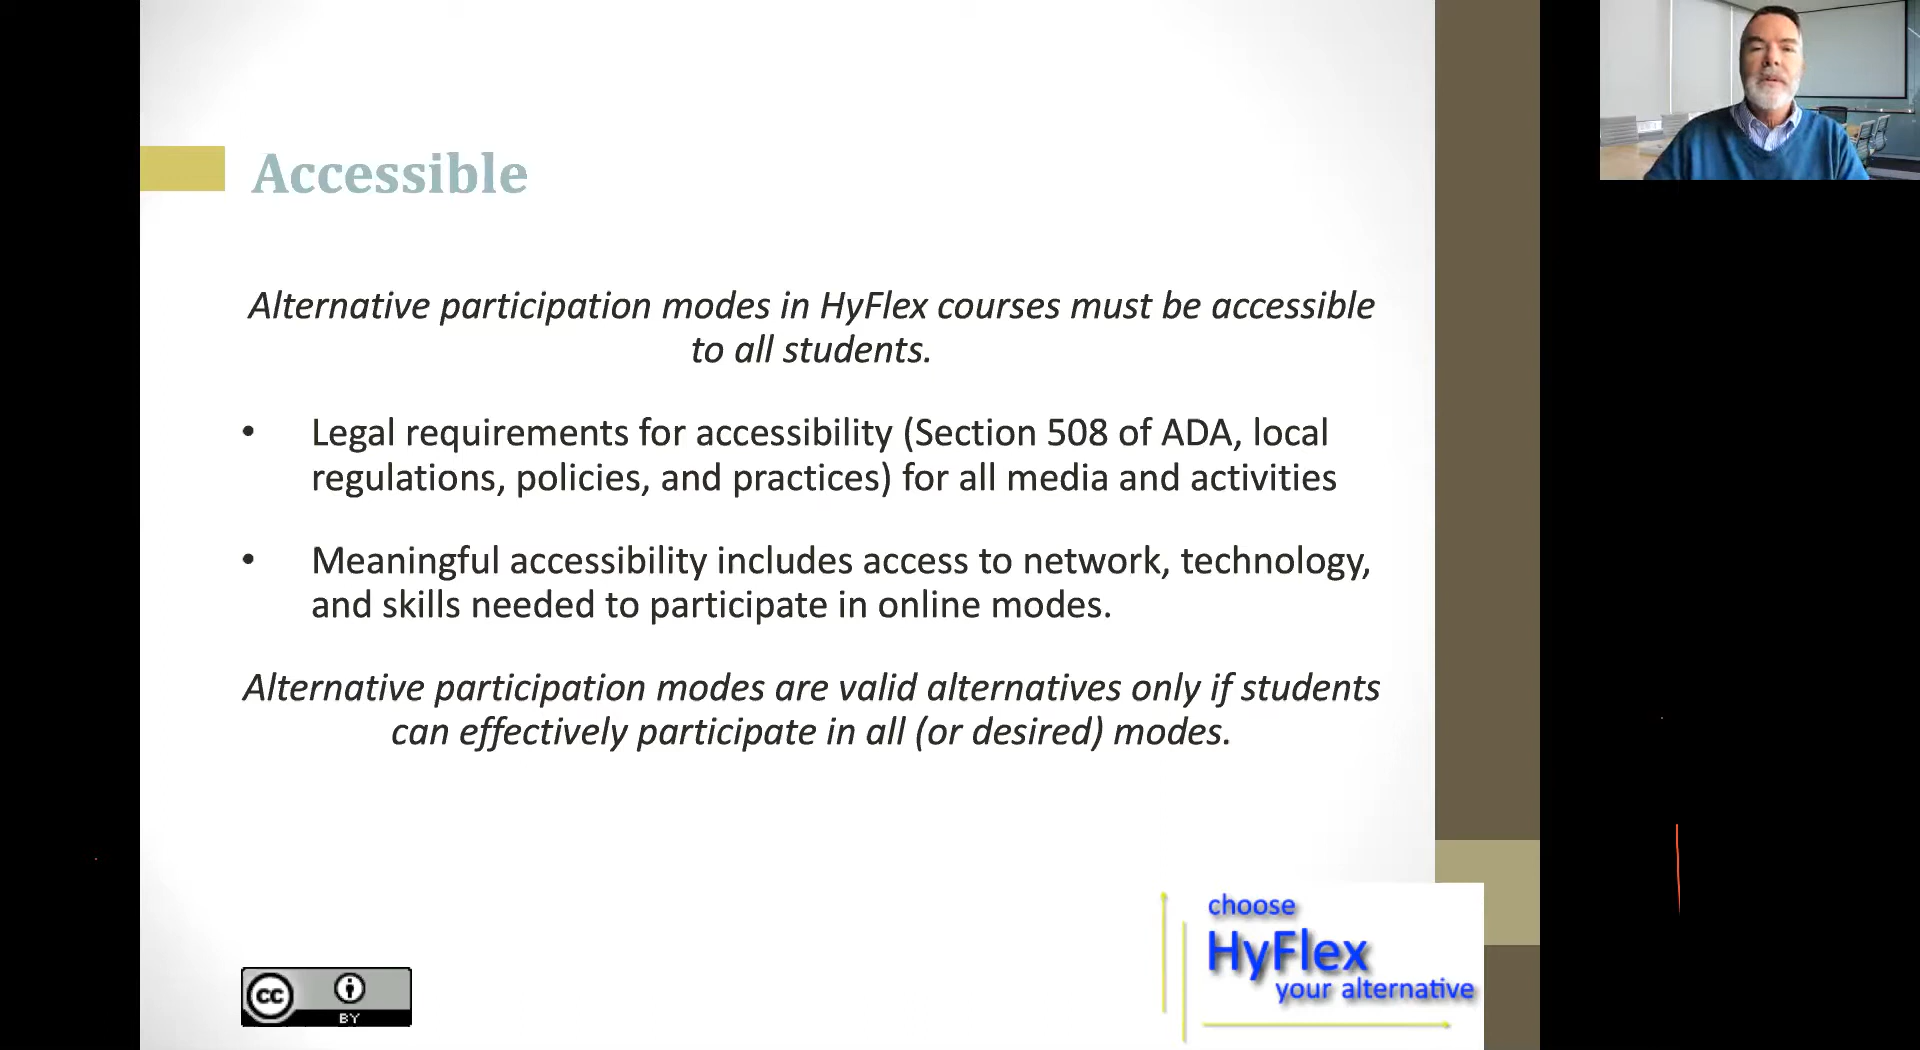 Accessible
Alternative participation modes in HyFlex courses must be accessible
to all students.
• Legal requirements for accessibility (Section 508 of ADA, local
regulations, policies, and practices) for all media and activities
• Meaningful accessibility includes access to network, technology,
and skills needed to participate in online modes.
Alternative participation modes are valid alternatives only if students
can effectively participate in all (or desired) modes.
choose
HyFlex
your alternative
cc
BY